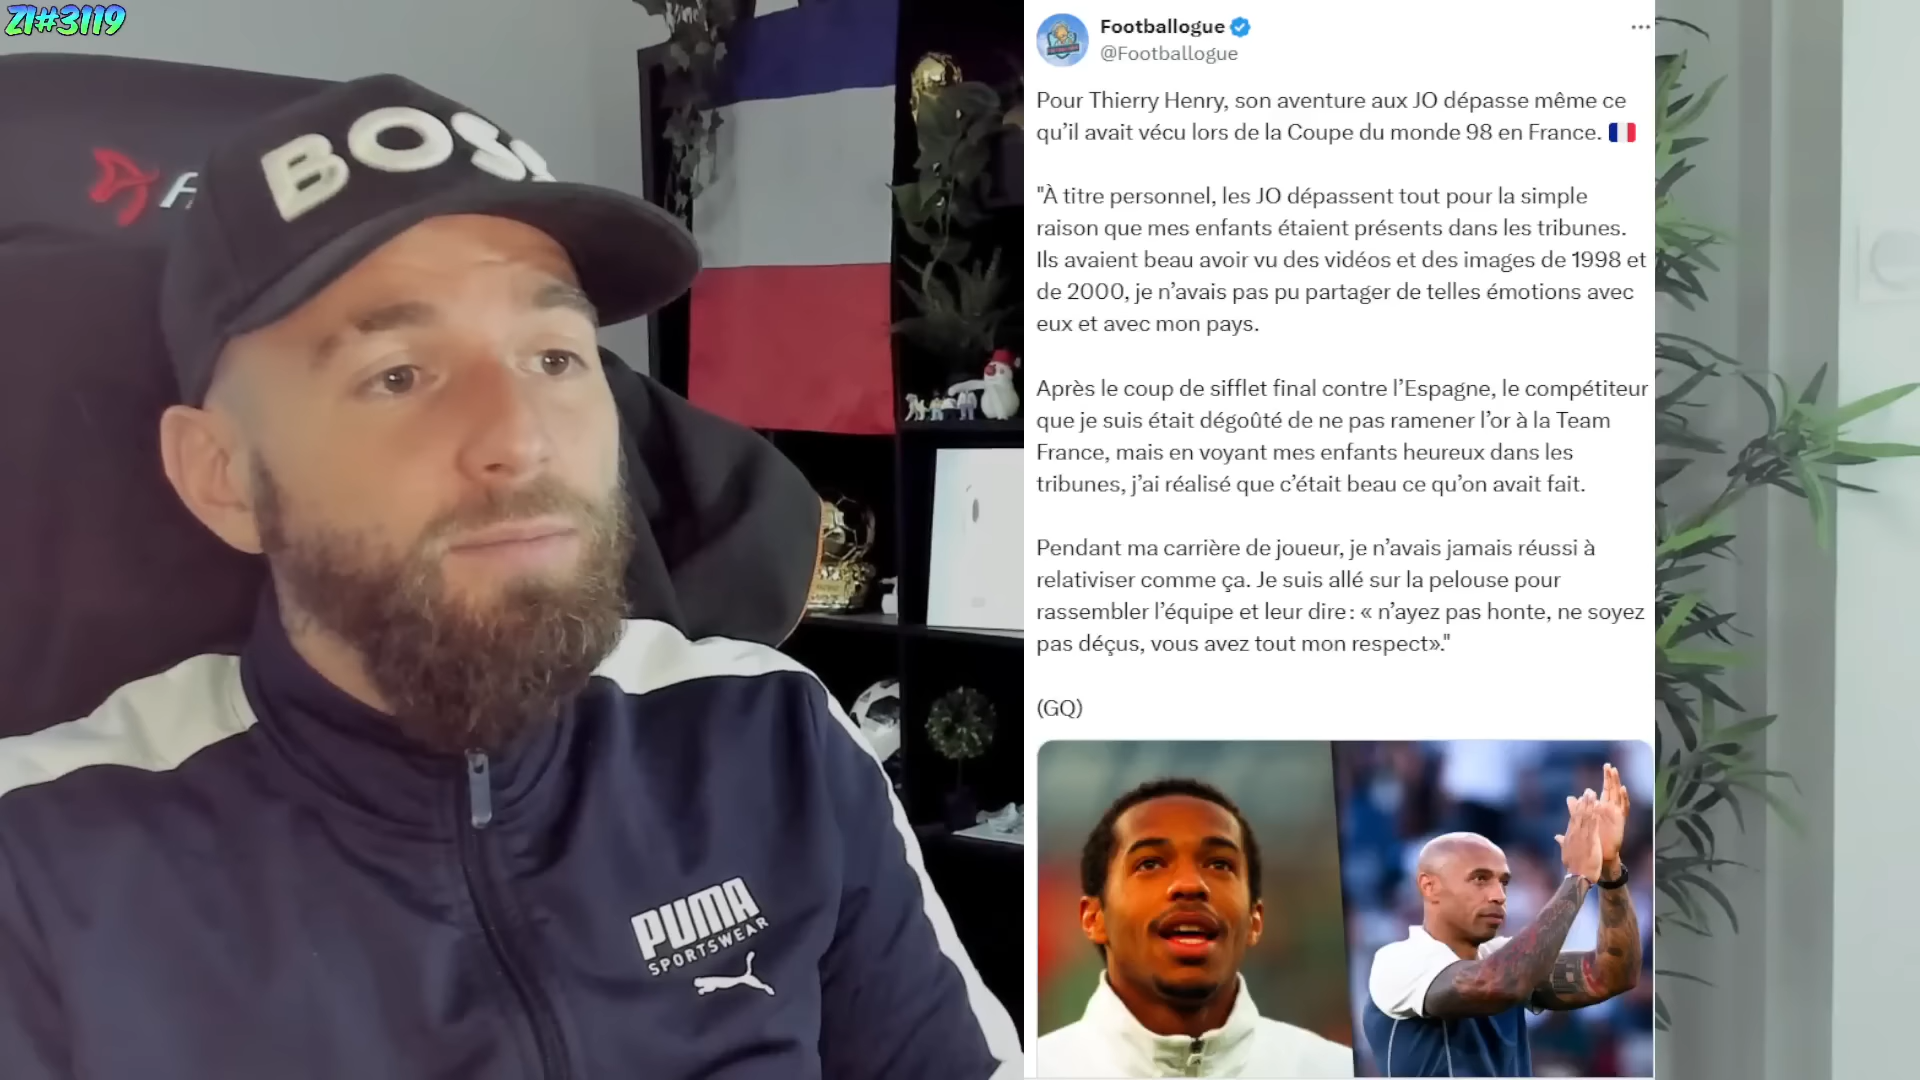 ZI#3119
BOSS
PUMA
SPORTSWEAR
Footballogue
@Footballogue
Pour Thierry Henry, son aventure aux JO dépasse même ce
qu’il avait vécu lors de la Coupe du monde 98 en France. 🇫🇷
"À titre personnel, les JO dépassent tout pour la simple
raison que mes enfants étaient présents dans les tribunes.
Ils avaient beau avoir vu des vidéos et des images de 1998 et
de 2000, je n’avais pas pu partager de telles émotions avec
eux et avec mon pays.
Après le coup de sifflet final contre l’Espagne, le compétiteur
que je suis était dégoûté de ne pas ramener l’or à la Team
France, mais en voyant mes enfants heureux dans les
tribunes, j’ai réalisé que c’était beau ce qu’on avait fait.
Pendant ma carrière de joueur, je n’avais jamais réussi à
relativiser comme ça. Je suis allé sur la pelouse pour
rassembler l’équipe et leur dire : « n’ayez pas honte, ne soyez
pas déçus, vous avez tout mon respect»."
(GQ)